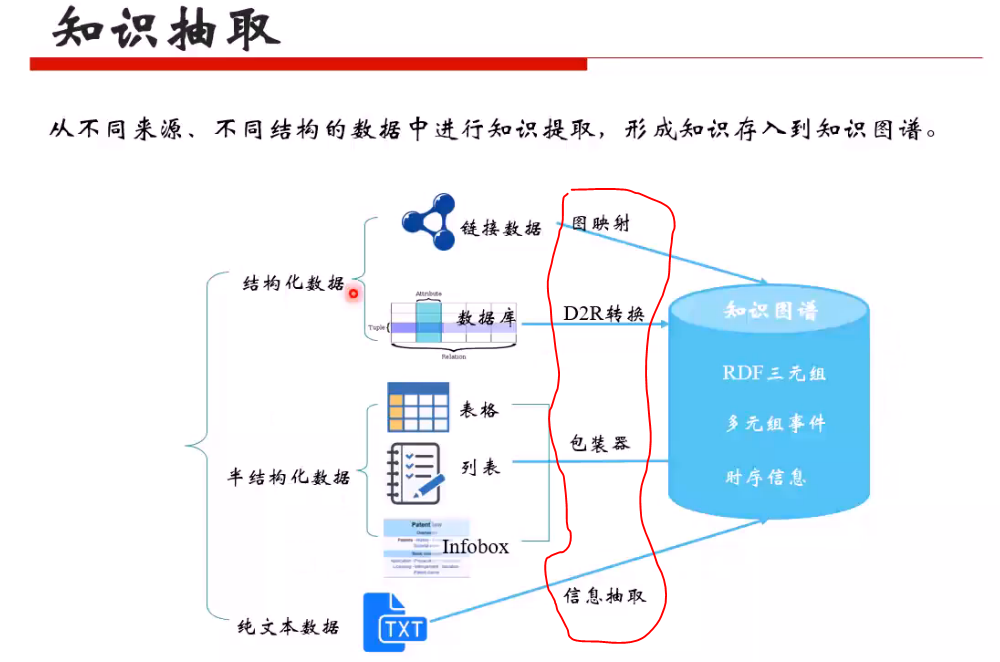 知识抽取
从不同来源、不同结构的数据中进行知识提取，形成知识存入到知识图谱。
链接数据
图映射
结构化数据
Attribute
Tuple
数据库
Relation
D2R转换
知识图谱
RDF三元组
多元组事件
时序信息
表格
列表
包装器
半结构化数据
Infobox
信息抽取
纯文本数据
TXT